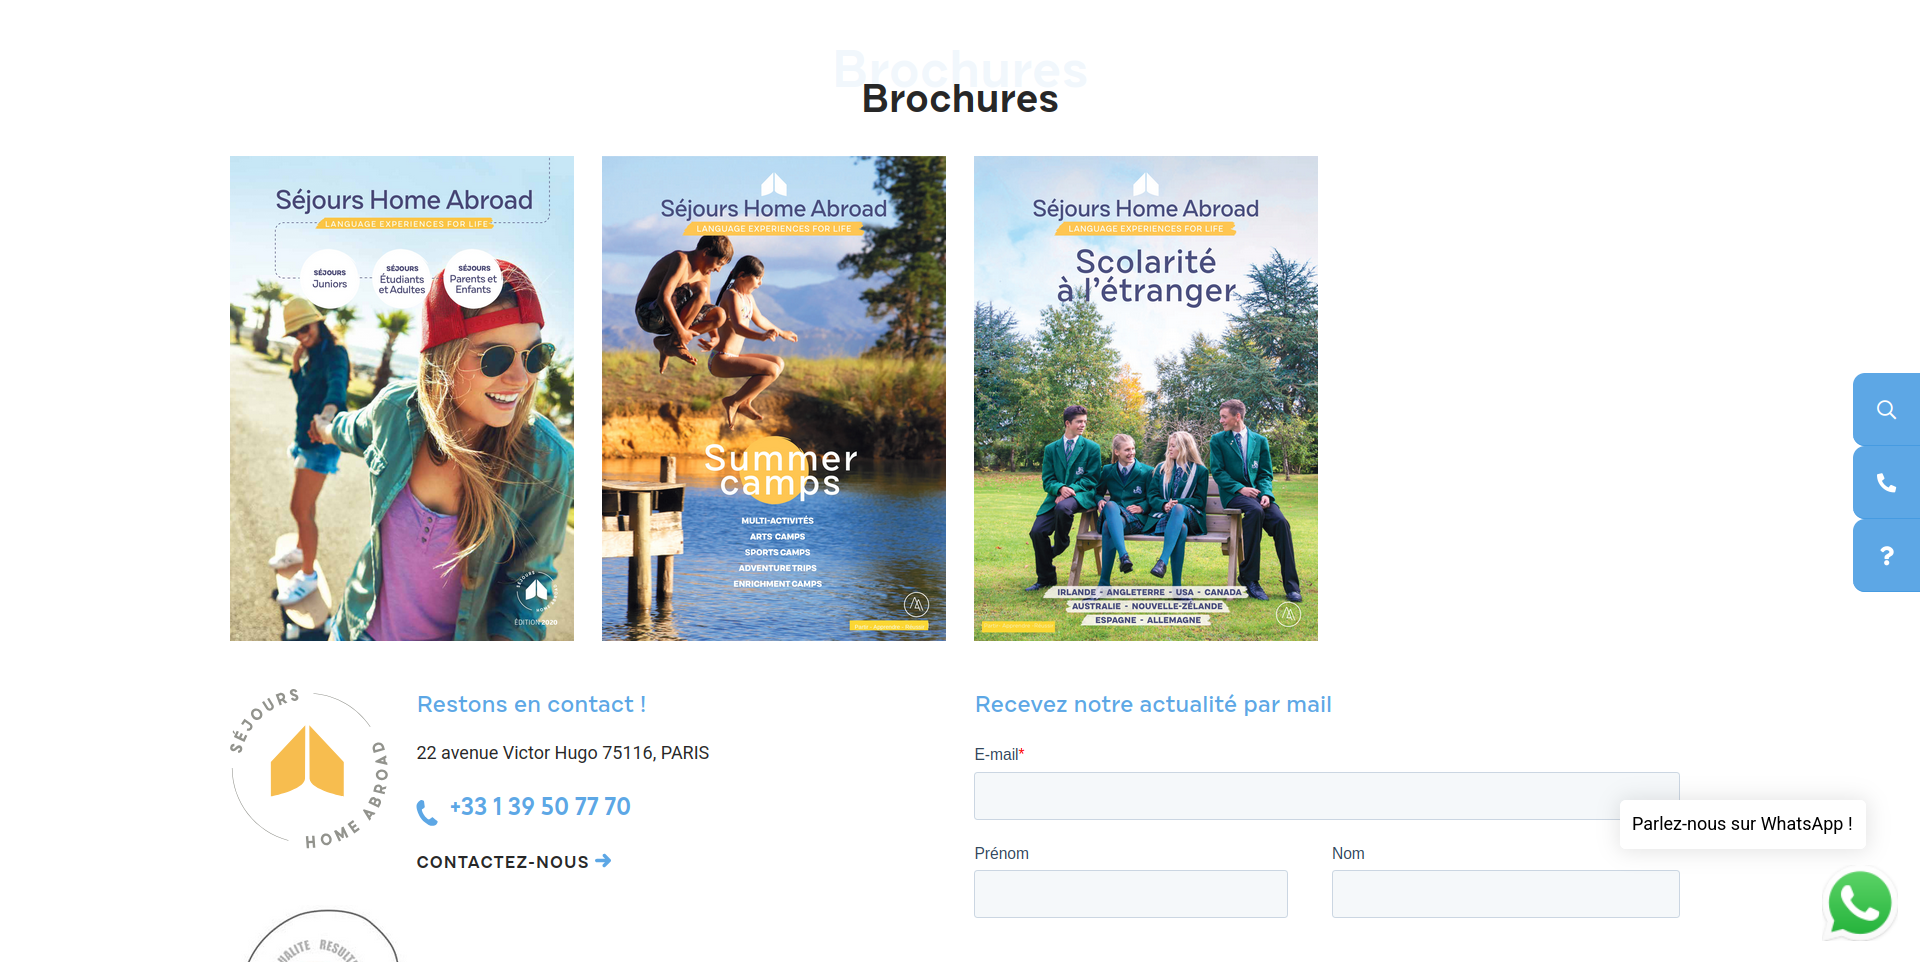 Brochures
Brochures
Séjours Home Abroad
LANGUAGE EXPERIENCES FOR LIFE
SÉJOURS
Juniors
SÉJOURS
Étudiants
et Adultes
SÉJOURS
Parents et
Enfants
SÉJOURS HOME
ÉDITION 2020
Séjours Home Abroad
LANGUAGE EXPERIENCES FOR LIFE
Summer
camps
MULTI-ACTIVITÉS
ARTS CAMPS
SPORTS CAMPS
ADVENTURE TRIPS
ENRICHMENT CAMPS
Séjours Home Abroad
LANGUAGE EXPERIENCES FOR LIFE
Scolarité
à l'étranger
IRLANDE - ANGLETERRE - USA - CANADA
AUSTRALIE - NOUVELLE-ZÉLANDE
ESPAGNE - ALLEMAGNE
SÉJOURS HOME ABROAD
Restons en contact !
22 avenue Victor Hugo 75116, PARIS
+33 1 39 50 77 70
CONTACTEZ-NOUS
Recevez notre actualité par mail
E-mail*
Prénom
Nom
Parlez-nous sur WhatsApp !